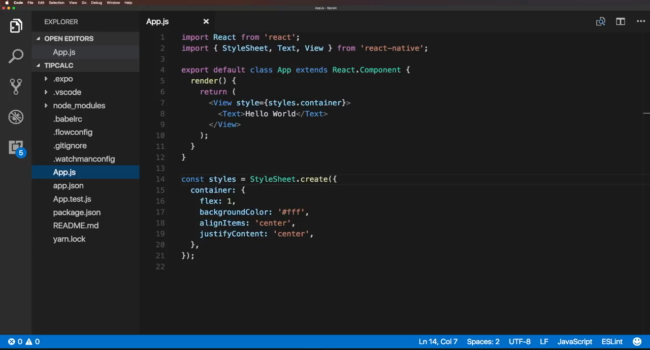 Code File Edit Selection View Go Debug Window Help
EXPLORER
OPEN EDITORS
App.js
TIPCALC
.expo
.vscode
node_modules
.babelrc
.flowconfig
.gitignore
.watchmanconfig
App.js
app.json
App.test.js
package.json
README.md
yarn.lock
5
App.js
1 import React from 'react';
2 import { StyleSheet, Text, View } from 'react-native';
3
4 export default class App extends React.Component {
5 render() {
6 return (
7 <View style={styles.container}>
8 <Text>Hello World</Text>
9 </View>
10 );
11 }
12 }
13
14 const styles = StyleSheet.create({
15 container: {
16 flex: 1,
17 backgroundColor: '#fff',
18 alignItems: 'center',
19 justifyContent: 'center',
20 },
21 });
22
0 0 Ln 14, Col 7 Spaces: 2 UTF-8 LF JavaScript ESLint